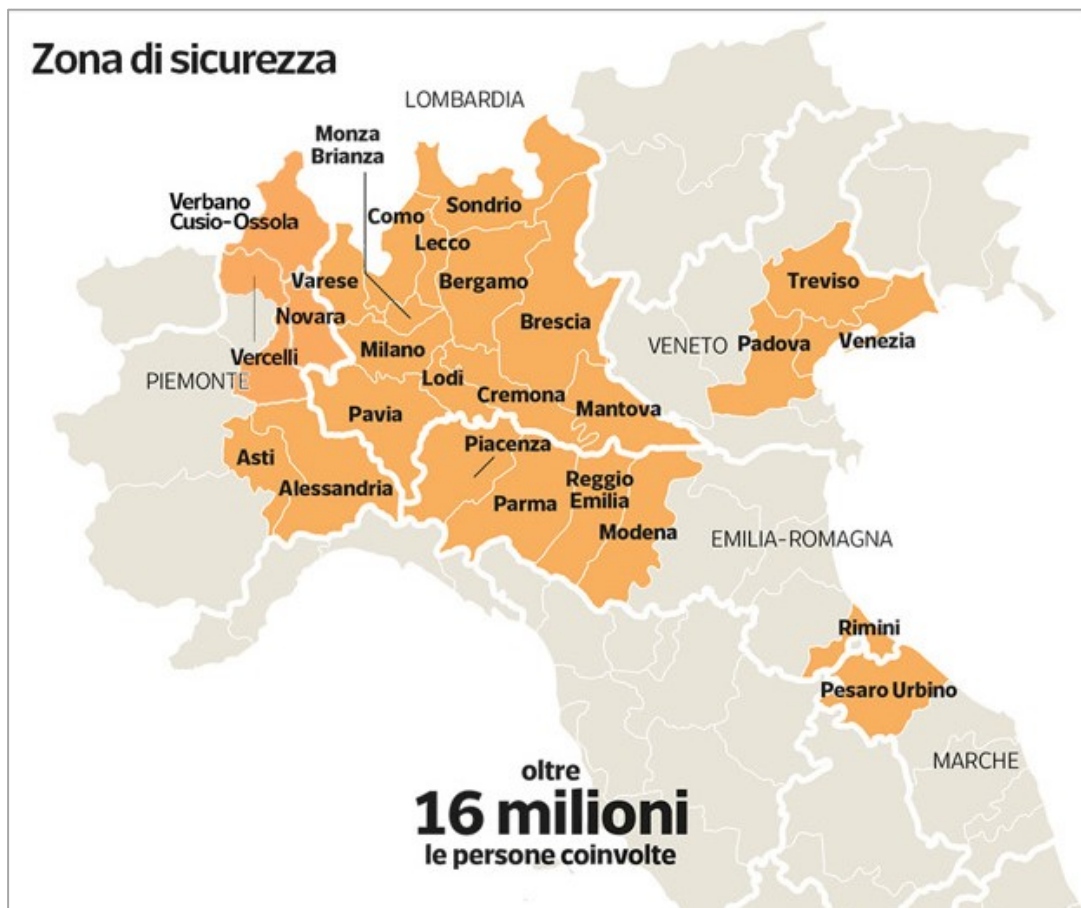 Zona di sicurezza
LOMBARDIA
Monza
Brianza
Verbano
Cusio-Ossola
Como
Sondrio
Lecco
Varese
Bergamo
Treviso
Novara
Brescia
Milano
VENETO
Padova
Venezia
Vercelli
PIEMONTE
Lodi
Cremona
Mantova
Pavia
Piacenza
Asti
Alessandria
Parma
Reggio
Emilia
Modena
EMILIA-ROMAGNA
Rimini
Pesaro Urbino
MARCHE
oltre
16 milioni
le persone coinvolte